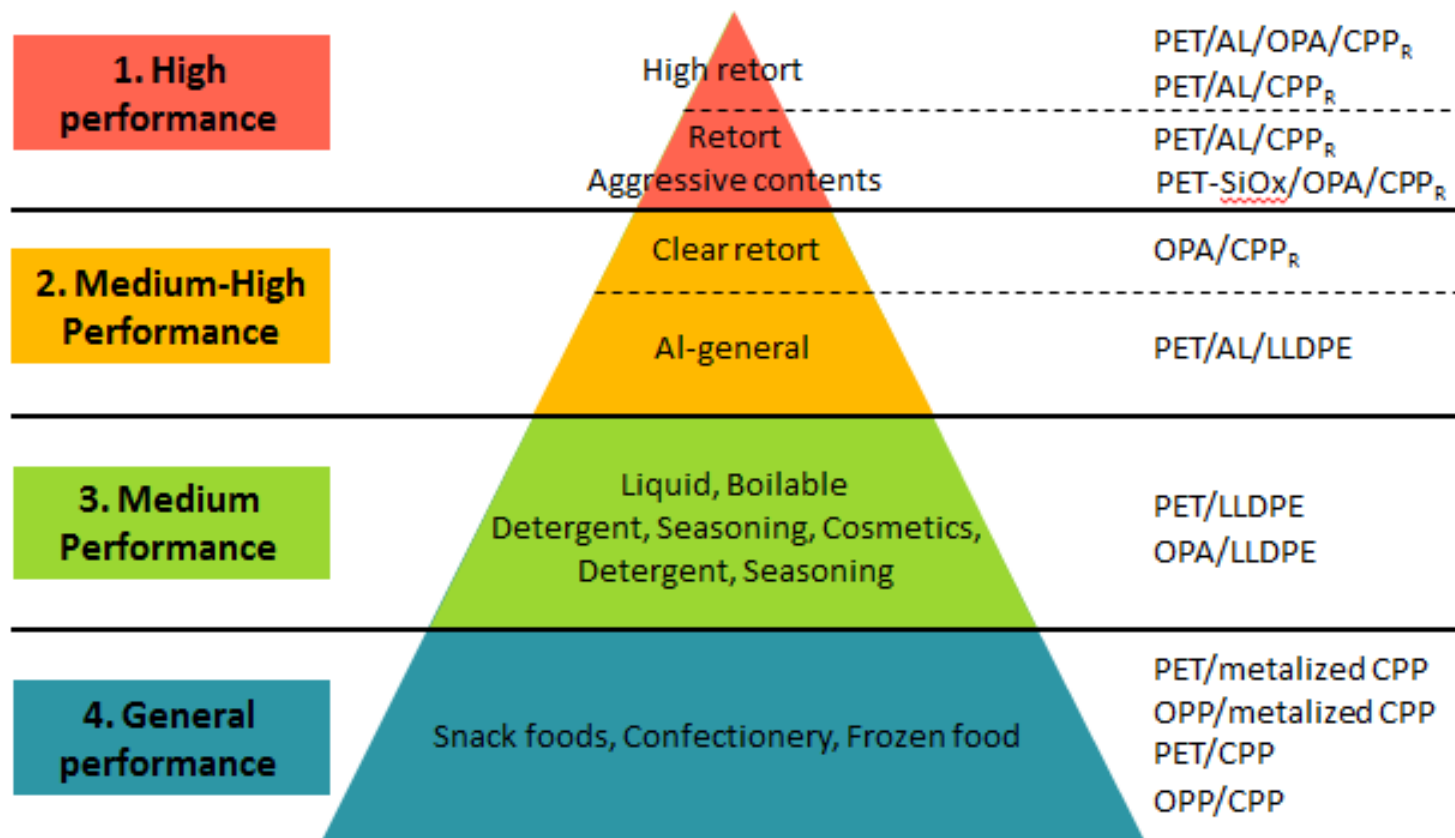 1. High
performance
High retort
PET/AL/OPA/CPPR
PET/AL/CPPR
Retort
Aggressive contents
PET/AL/CPPR
PET-SiOx/OPA/CPPR
2. Medium-High
Performance
Clear retort
OPA/CPPR
Al-general
PET/AL/LLDPE
3. Medium
Performance
Liquid, Boilable
Detergent, Seasoning, Cosmetics,
Detergent, Seasoning
PET/LLDPE
OPA/LLDPE
4. General
performance
Snack foods, Confectionery, Frozen food
PET/metalized CPP
OPP/metalized CPP
PET/CPP
OPP/CPP